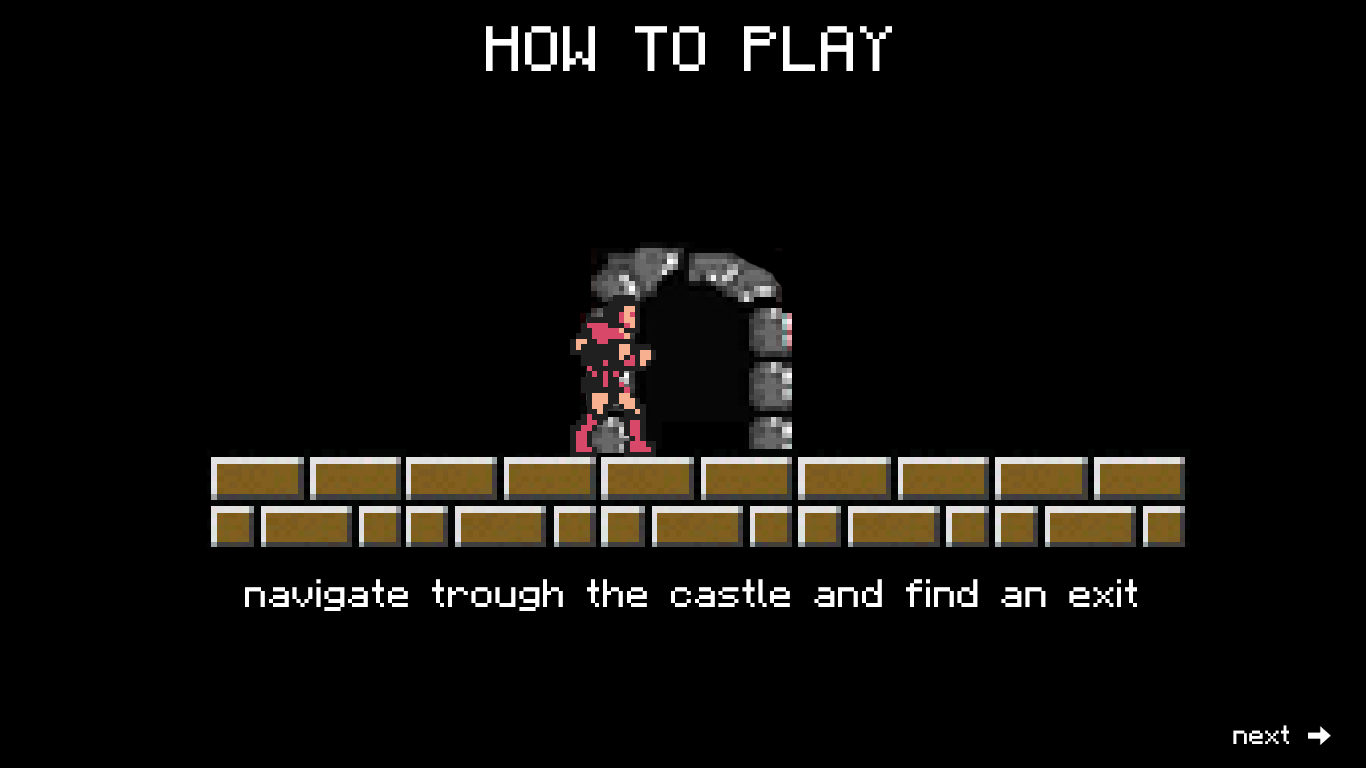 HOW TO PLAY
navigate trough the castle and find an exit
next →